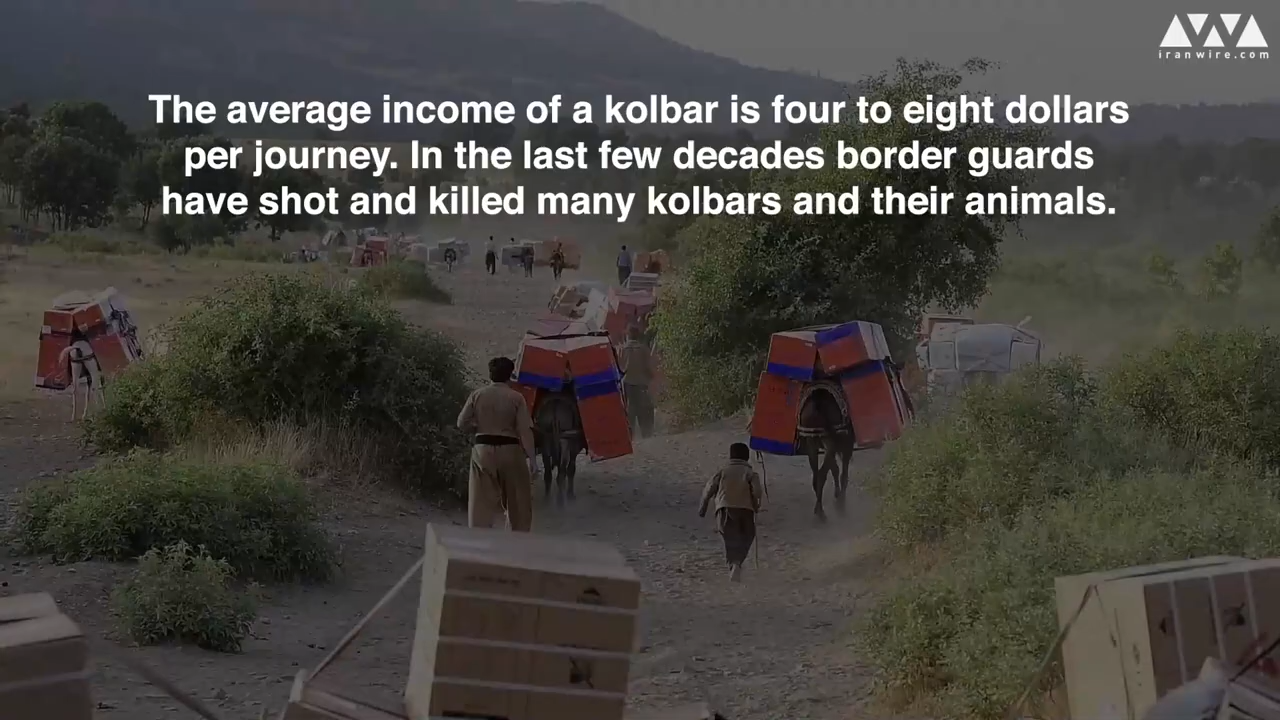 iranwire.com
The average income of a kolbar is four to eight dollars
per journey. In the last few decades border guards
have shot and killed many kolbars and their animals.